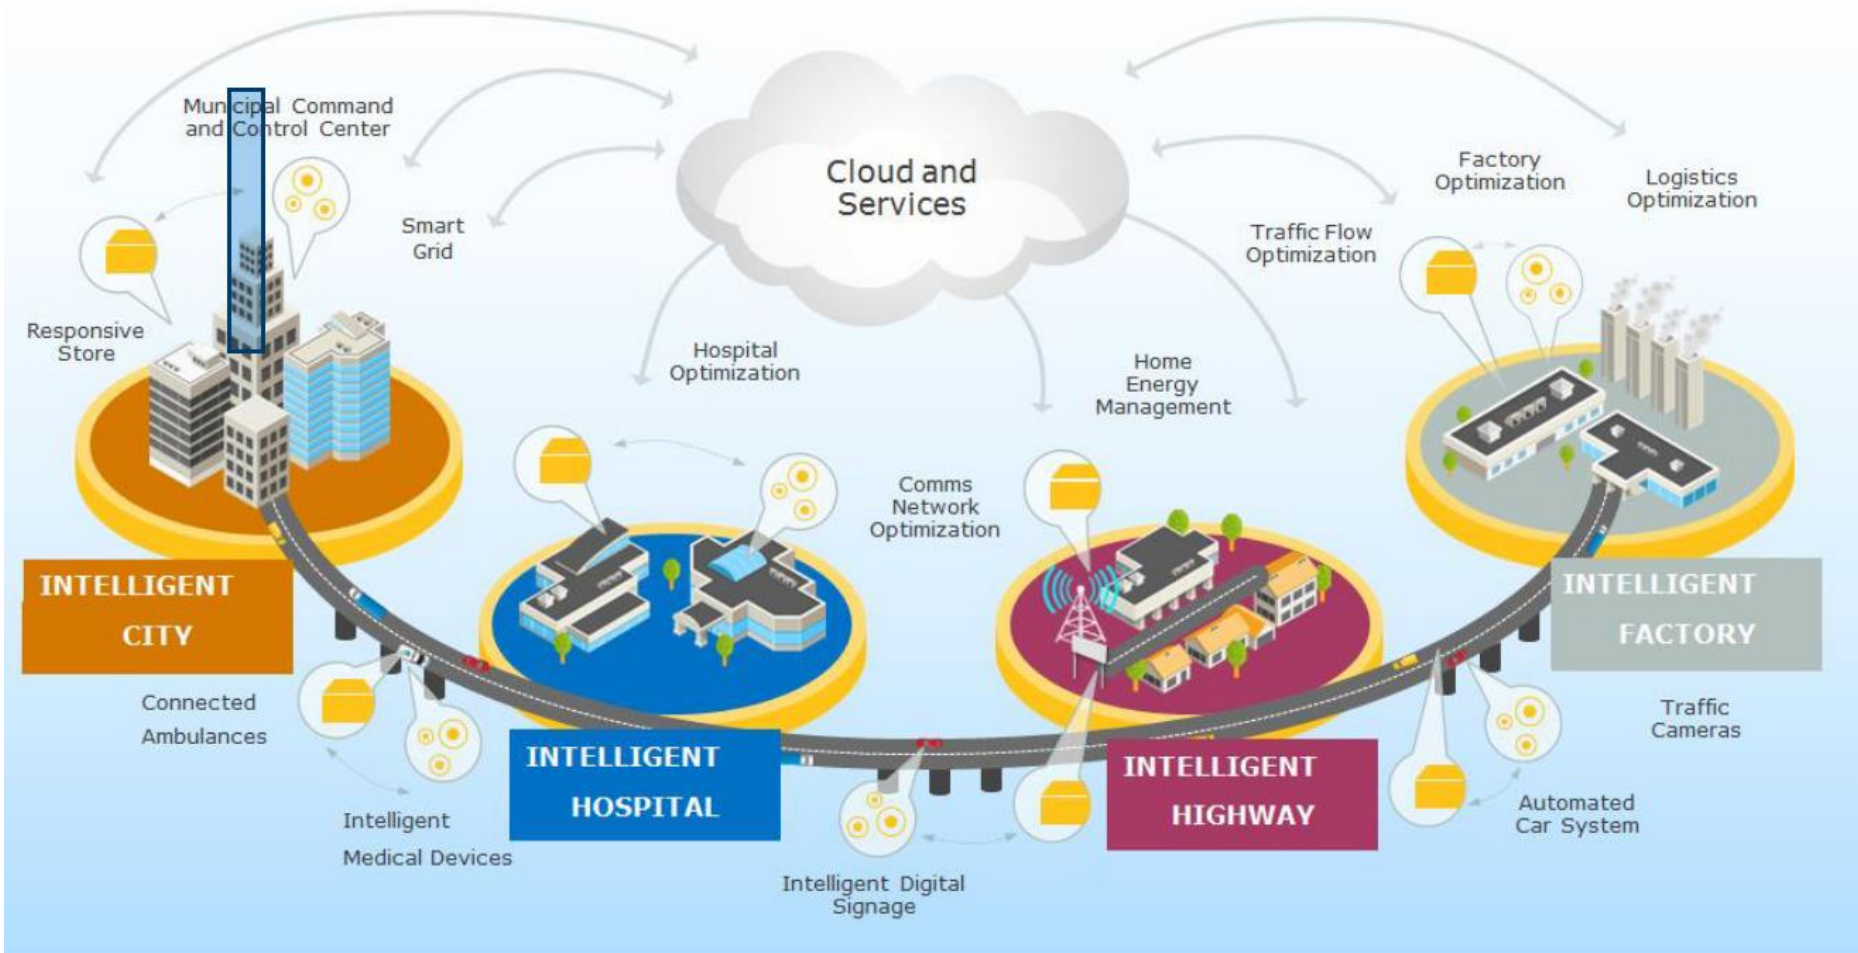 Municipal Command
and Control Center
Cloud and
Services
Smart
Grid
Responsive
Store
Factory
Optimization
Logistics
Optimization
Traffic Flow
Optimization
Hospital
Optimization
Home
Energy
Management
Comms
Network
Optimization
INTELLIGENT
CITY
INTELLIGENT
HOSPITAL
INTELLIGENT
HIGHWAY
INTELLIGENT
FACTORY
Connected
Ambulances
Intelligent
Medical Devices
Intelligent Digital
Signage
Traffic
Cameras
Automated
Car System